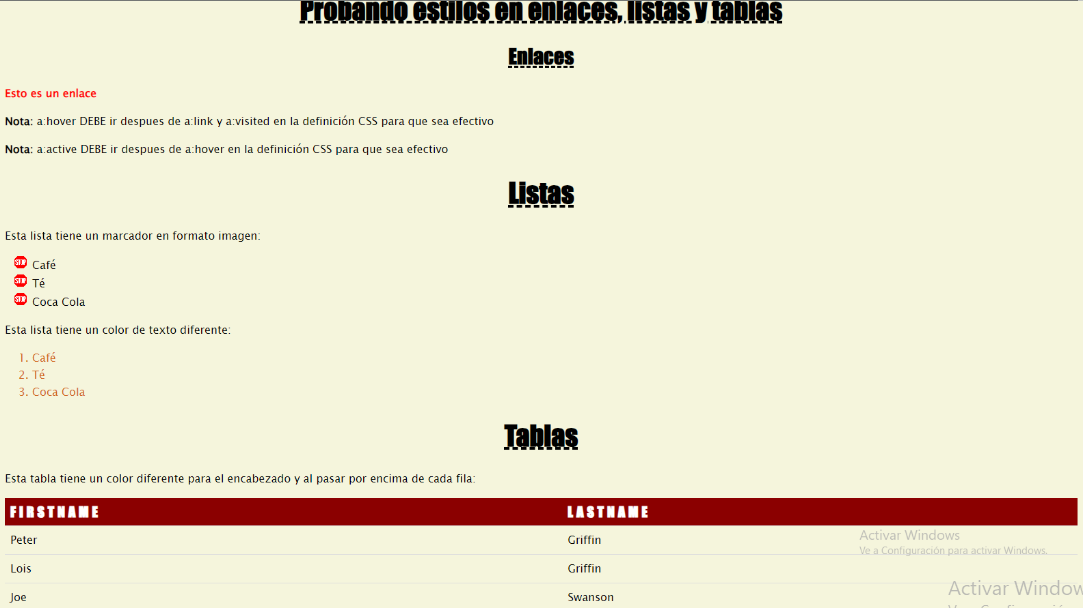 Probando estilos en enlaces, listas y tablas
Enlaces
Esto es un enlace
Nota: a:hover DEBE ir despues de a:link y a:visited en la definición CSS para que sea efectivo
Nota: a:active DEBE ir despues de a:hover en la definición CSS para que sea efectivo
Listas
Esta lista tiene un marcador en formato imagen:
STOP Café
STOP Té
STOP Coca Cola
Esta lista tiene un color de texto diferente:
1. Café
2. Té
3. Coca Cola
Tablas
Esta tabla tiene un color diferente para el encabezado y al pasar por encima de cada fila:
FIRSTNAME LASTNAME
Peter Griffin
Activar Windows
Ve a Configuración para activar Windows.
Lois Griffin
Activar Window
Joe Swanson